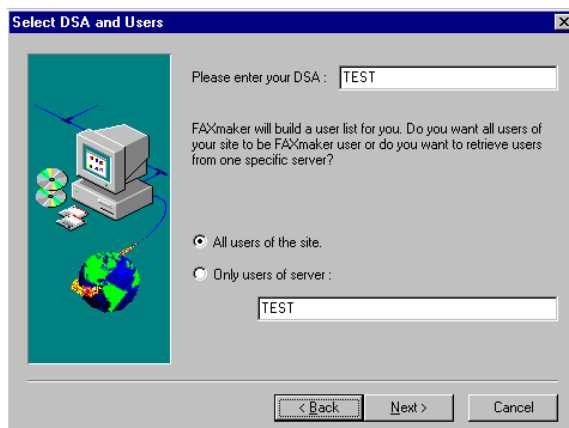 Select DSA and Users
Please enter your DSA : TEST
FAXmaker will build a user list for you. Do you want all users of
your site to be FAXmaker user or do you want to retrieve users
from one specific server?
All users of the site.
Only users of server :
TEST
< Back Next > Cancel